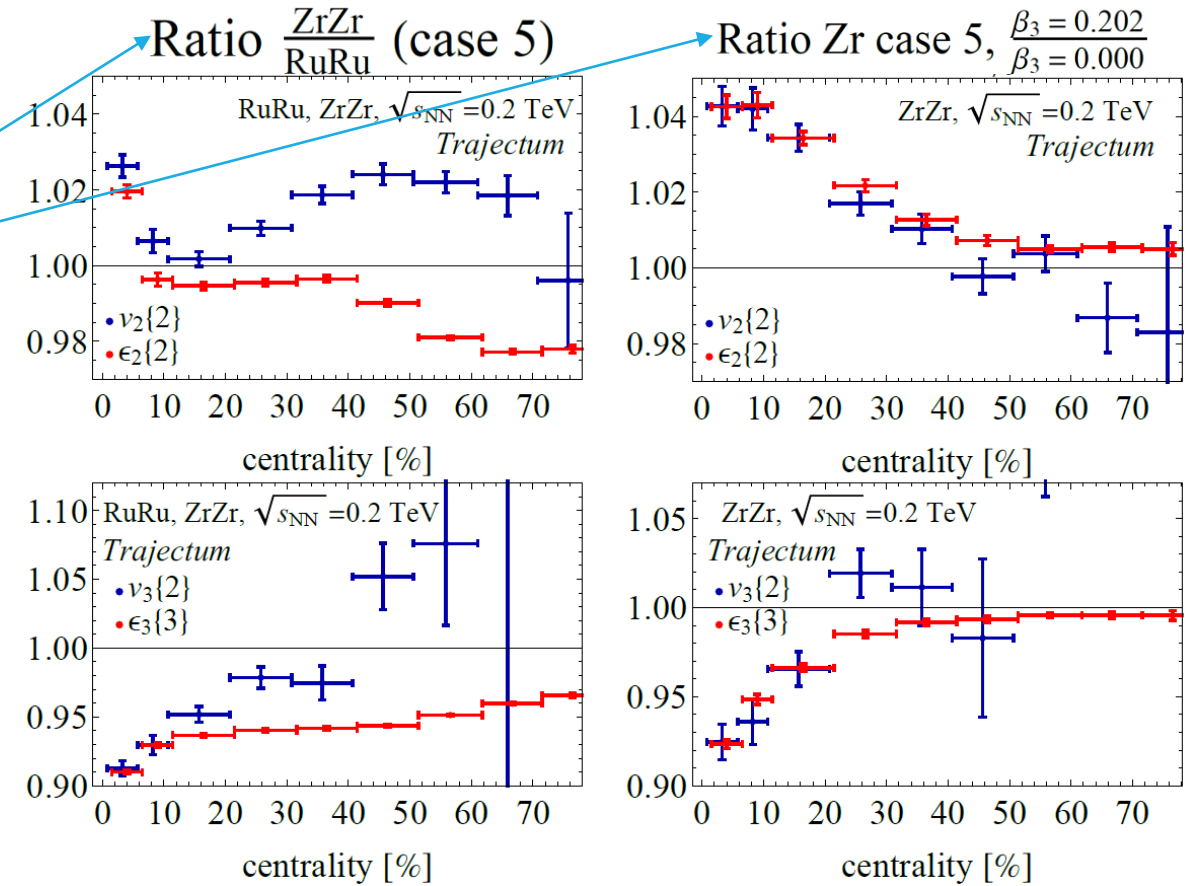 Ratio ZrZr/RuRu (case 5)
Ratio Zr case 5, β3 = 0.202/β3 = 0.000
RuRu, ZrZr, √sNN =0.2 TeV
Trajectum
1.04
1.02
1.00
0.98
• v2{2}
• ϵ2{2}
0 10 20 30 40 50 60 70
centrality [%]
ZrZr, √sNN =0.2 TeV
Trajectum
1.04
1.02
1.00
0.98
• v2{2}
• ϵ2{2}
0 10 20 30 40 50 60 70
centrality [%]
RuRu, ZrZr, √sNN =0.2 TeV
Trajectum
• v3{2}
• ϵ3{3}
1.10
1.05
1.00
0.95
0.90
0 10 20 30 40 50 60 70
centrality [%]
ZrZr, √sNN =0.2 TeV
Trajectum
• v3{2}
• ϵ3{3}
1.05
1.00
0.95
0.90
0 10 20 30 40 50 60 70
centrality [%]